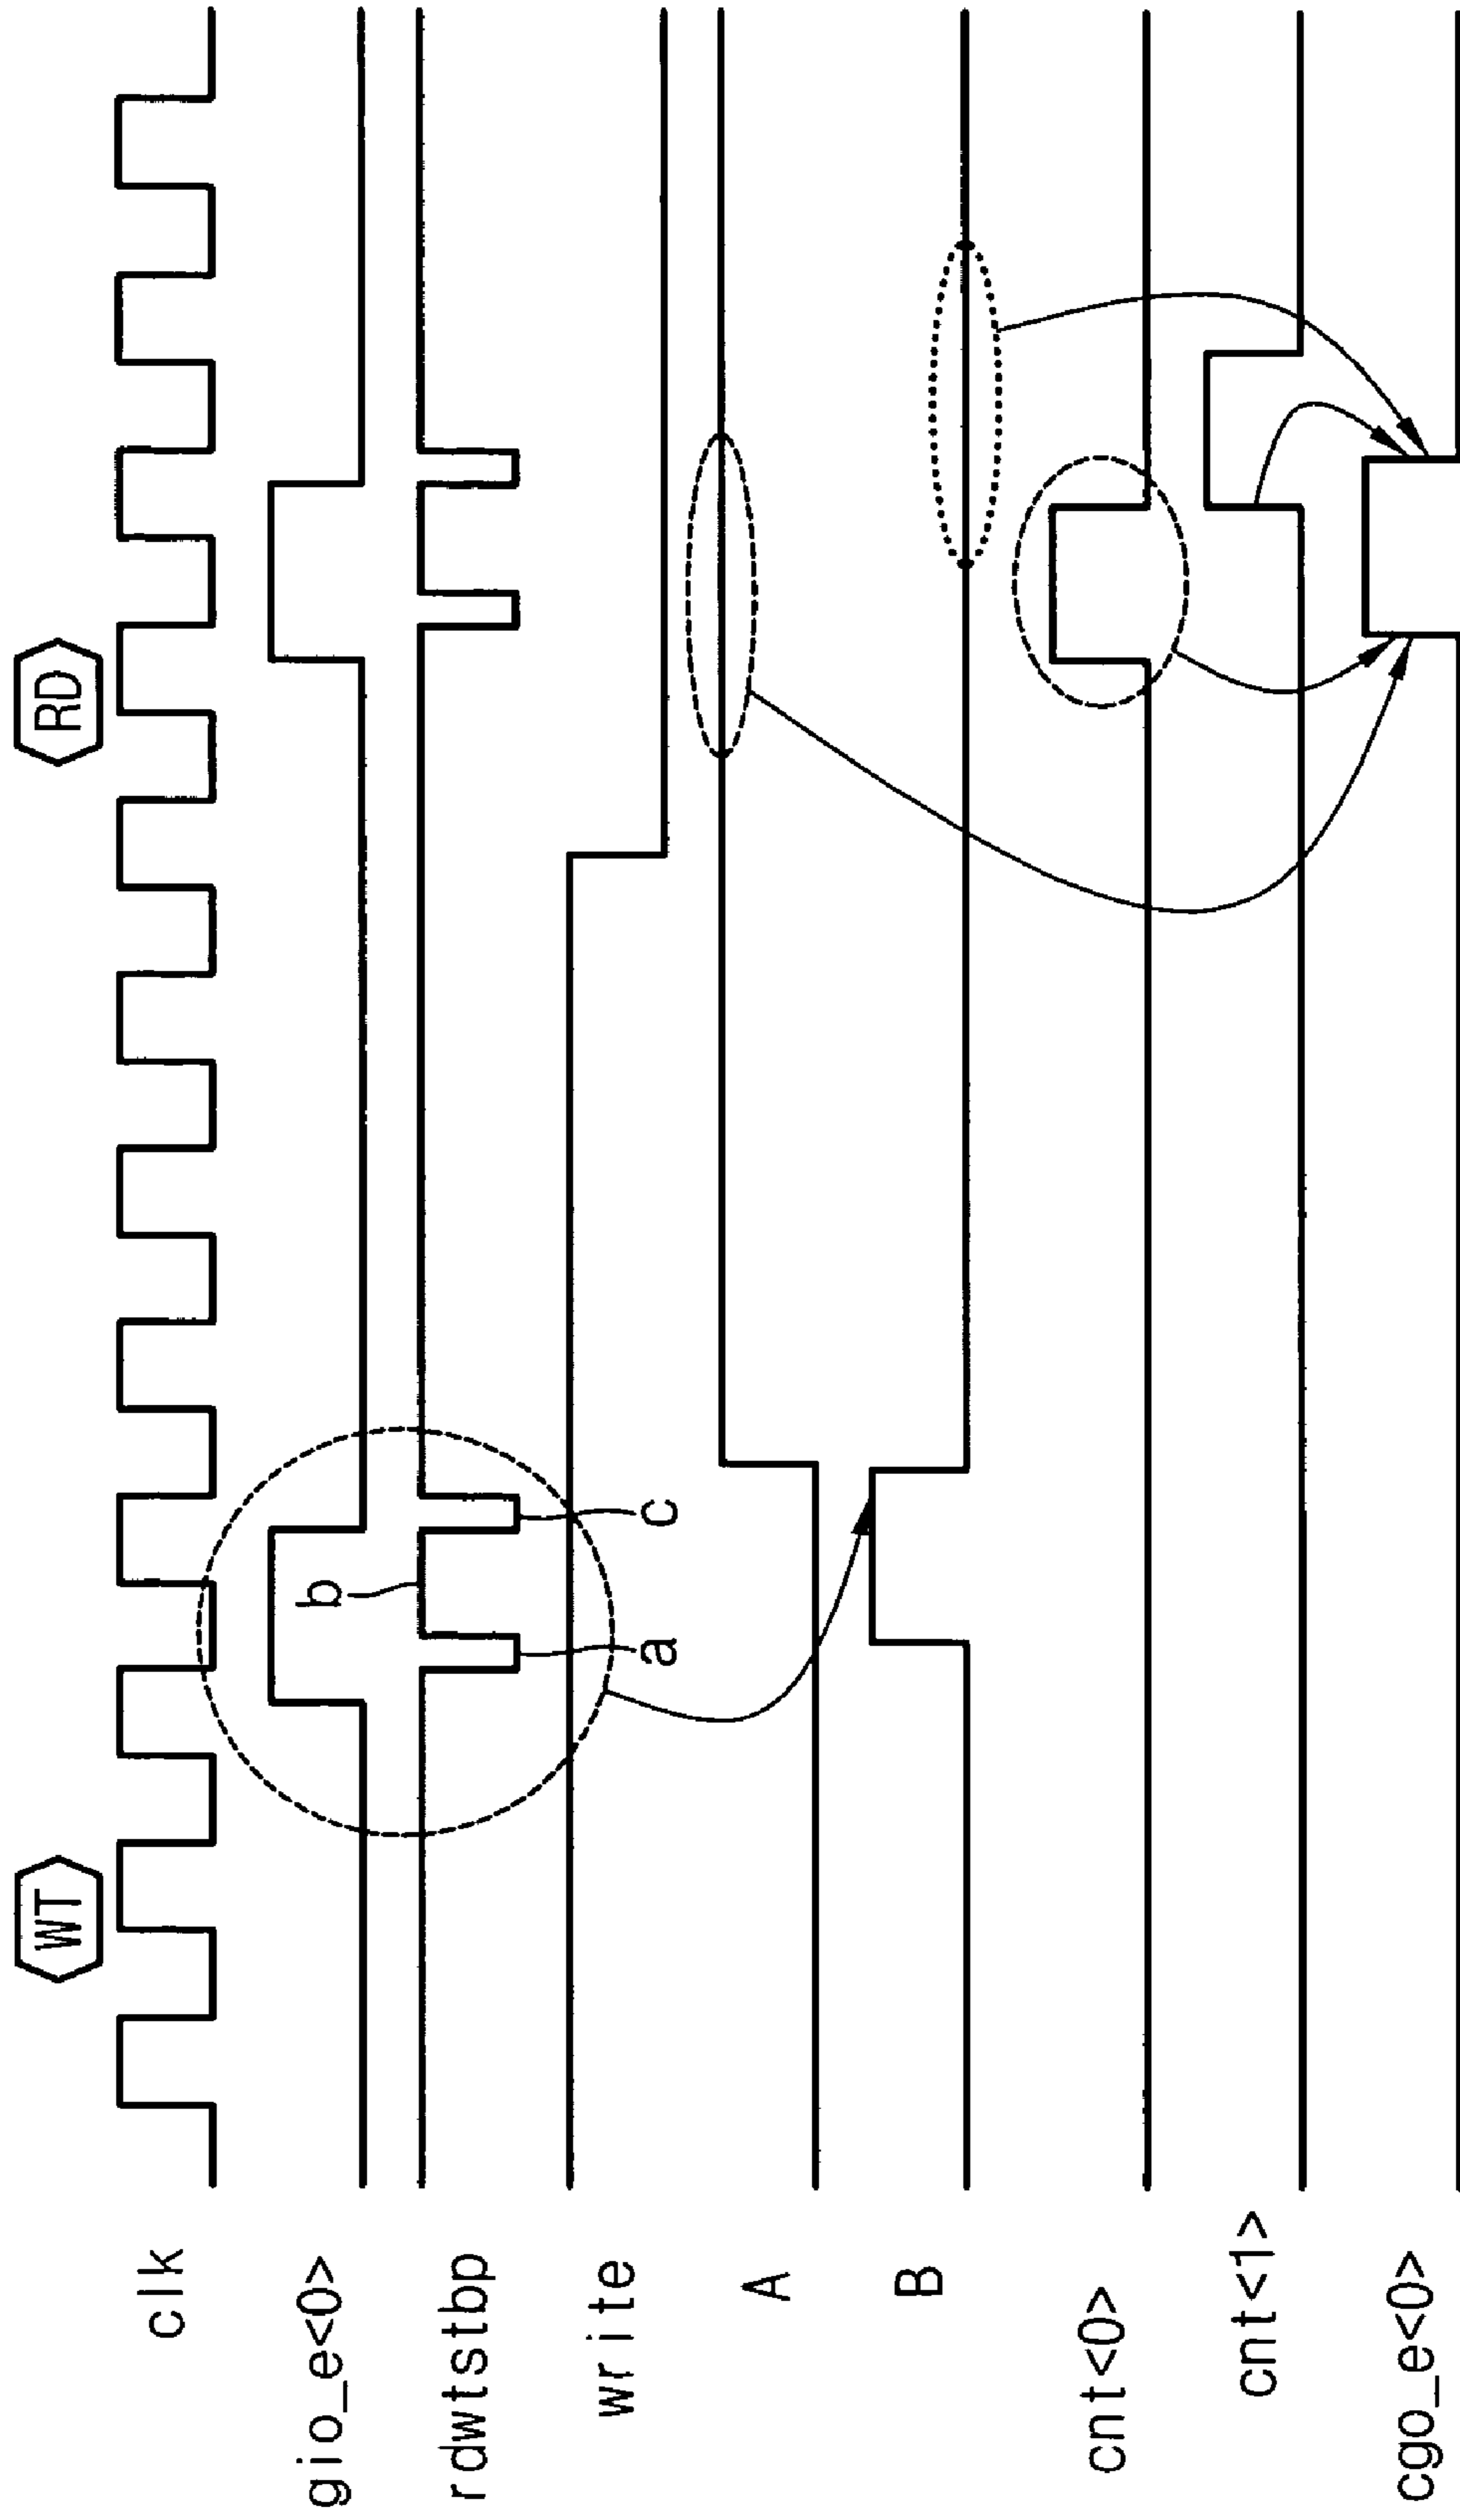 WT
RD
clk
gio_e<0>
b
rdwtstbp
a
c
write
A
B
cnt<0>
cnt<1>
cgo_e<0>